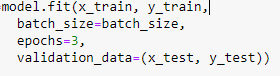 model.fit(x_train, y_train,
batch_size=batch_size,
epochs=3,
validation_data=(x_test, y_test))